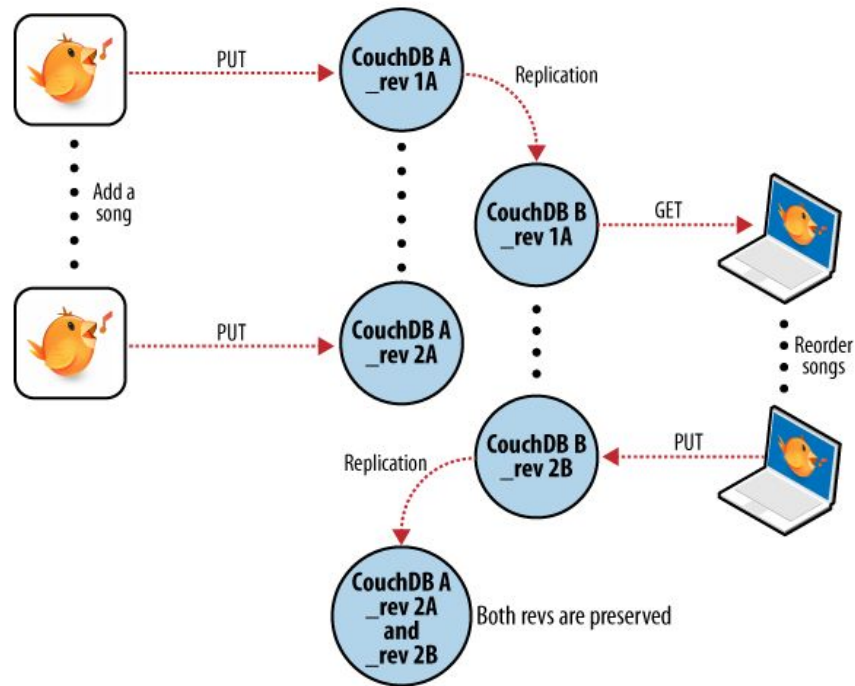 PUT
CouchDB A
_rev 1A
Replication
Add a
song
CouchDB B
_rev 1A
GET
PUT
CouchDB A
_rev 2A
Reorder
songs
CouchDB B
_rev 2B
PUT
Replication
CouchDB A
_rev 2A
and
_rev 2B
Both revs are preserved